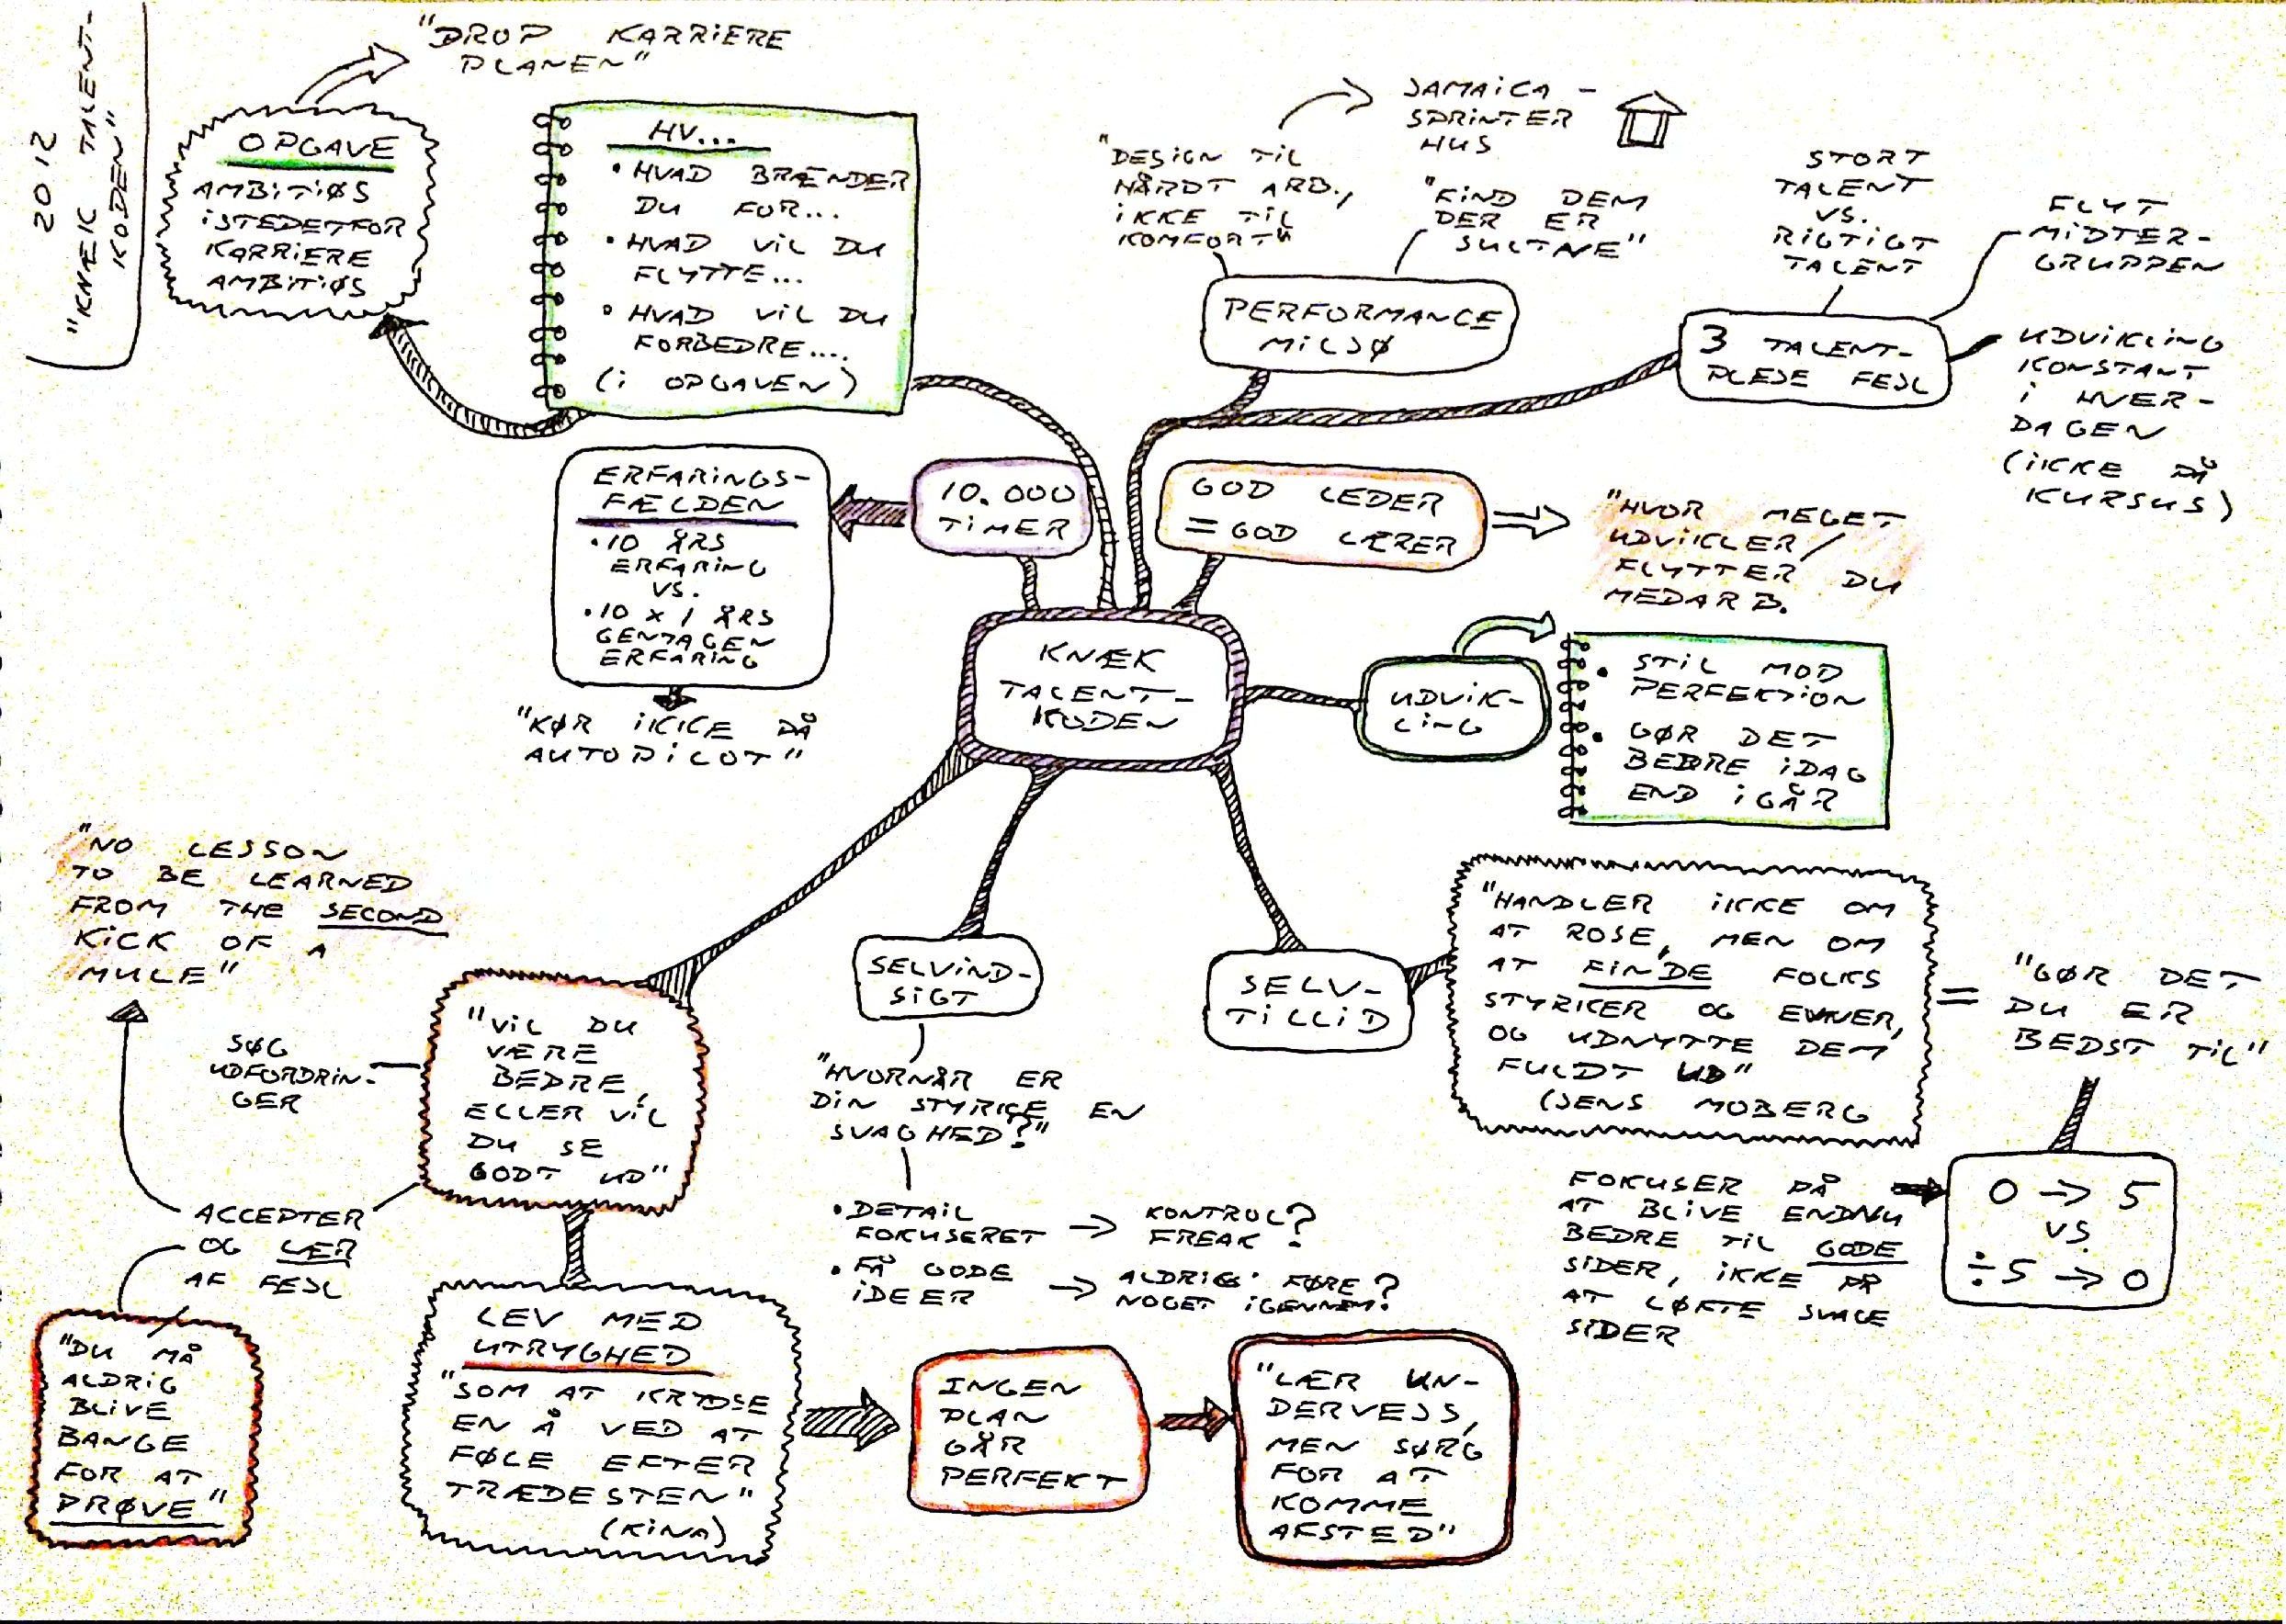 2012
"KNÆK TALENT-
KODEN"
"DROP KARRIERE
PLANEN"
OPGAVE
AMBITIØS
ISTEDETFOR
KARRIERE
AMBITIØS
HV...
• HVAD BRÆNDER
DU FOR...
• HVAD VIL DU
FLYTTE...
• HVAD VIL DU
FORBEDRE....
(I OPGAVEN)
JAMAICA -
SPRINTER
HUS
"DESIGN TIL
HÅRDT ARB.,
IKKE TIL
KOMFORT"
"FIND DEM
DER ER
SULTNE"
PERFORMANCE
MILJØ
STORT
TALENT
VS.
RIGTIGT
TALENT
FLYT
MIDTER-
GRUPPEN
3 TALENT-
PLEJE FEJL
UDVIKLING
KONSTANT
I HVER-
DAGEN
(IKKE PÅ
KURSUS)
ERFARINGS-
FÆLDEN
• 10 ÅRS
ERFARING
VS.
• 10 X 1 ÅRS
GENTAGEN
ERFARING
"KØR IKKE PÅ
AUTOPILOT"
10.000
TIMER
GOD LEDER
= GOD LÆRER
"HVOR MEGET
UDVIKLER/
FLYTTER DU
MEDARB.
KNÆK
TALENT-
KODEN
UDVIK-
LING
• STIL MOD
PERFEKTION
• GØR DET
BEDRE IDAG
END IGÅR
"NO LESSON
TO BE LEARNED
FROM THE SECOND
KICK OF A
MULE"
SØG
UDFORDRIN-
GER
"VIL DU
VÆRE
BEDRE,
ELLER VIL
DU SE
GODT UD"
ACCEPTER
OG LÆR
AF FEJL
"DU MÅ
ALDRIG
BLIVE
BANGE
FOR AT
PRØVE"
LEV MED
UTRYGHED
"SOM AT KRYDSE
EN Å VED AT
FØLE EFTER
TRÆDESTEN"
(KINA)
INGEN
PLAN
GÅR
PERFEKT
"LÆR UN-
DERVEJS,
MEN SØRG
FOR AT
KOMME
AFSTED"
SELVIND-
SIGT
"HVORNÅR ER
DIN STYRKE EN
SVAGHED?"
• DETAIL
FOKUSERET → KONTROL?
FREAK
• FÅ GODE
IDEER → ALDRIG FØRE?
NOGET IGENNEM?
SELV-
TILLID
"HANDLER IKKE OM
AT ROSE, MEN OM
AT FINDE FOLKS
STYRKER OG EVNER,
OG UDNYTTE DEM
FULDT UD"
(JENS MOBERG
= "GØR DET
DU ER
BEDST TIL"
FOKUSER PÅ
AT BLIVE ENDNU
BEDRE TIL GODE
SIDER, IKKE PÅ
AT LØFTE SVAGE
SIDER
0 → 5
VS.
÷5 → 0